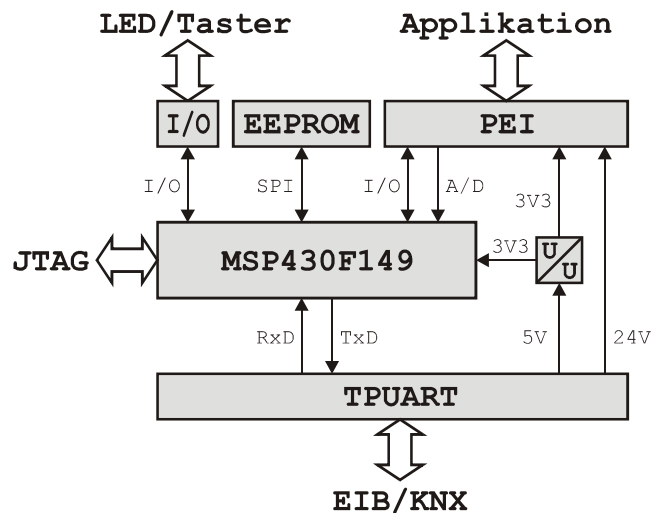 LED/Taster Applikation
I/O EEPROM PEI
I/O SPI I/O A/D
3V3
JTAG MSP430F149 3V3 U
U
RxD TxD 5V 24V
TPUART
EIB/KNX